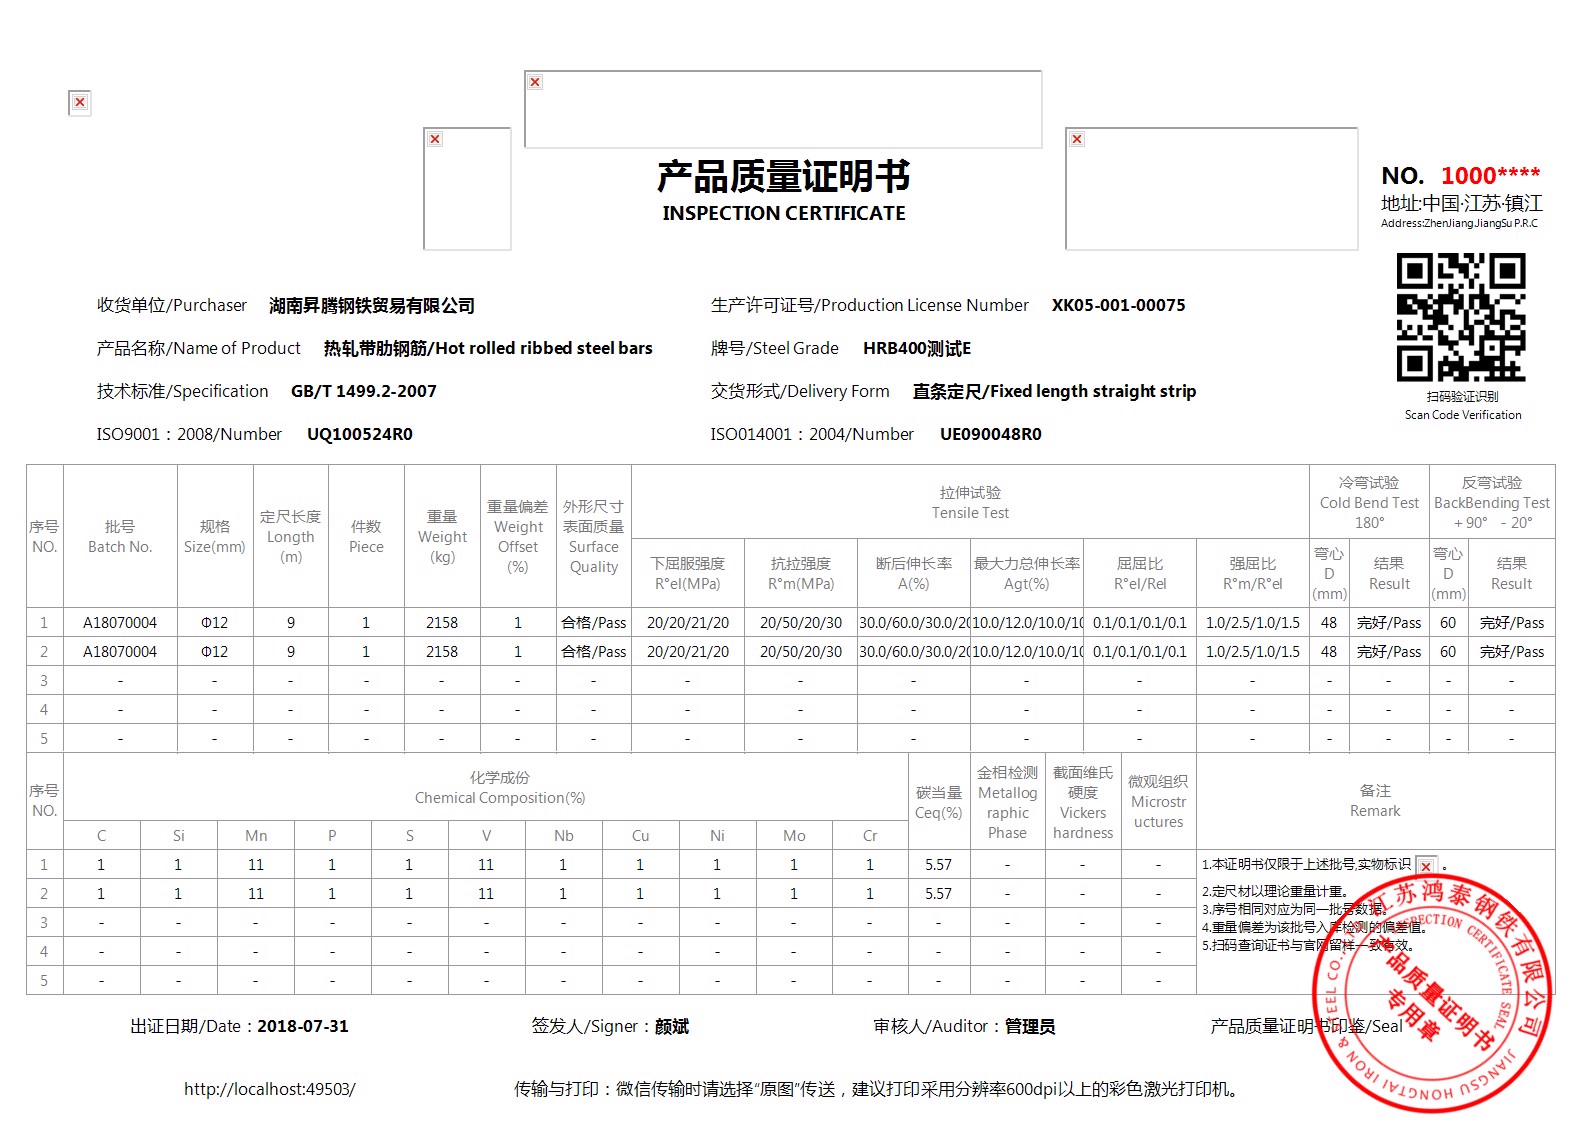 产品质量证明书
INSPECTION CERTIFICATE
NO. 1000****
地址:中国·江苏·镇江
Address:ZhenJiang JiangSu P.R.C
扫码验证识别
Scan Code Verification
收货单位/Purchaser 湖南昇腾钢铁贸易有限公司 生产许可证号/Production License Number XK05-001-00075
产品名称/Name of Product 热轧带肋钢筋/Hot rolled ribbed steel bars 牌号/Steel Grade HRB400测试E
技术标准/Specification GB/T 1499.2-2007 交货形式/Delivery Form 直条定尺/Fixed length straight strip
ISO9001：2008/Number UQ100524R0 ISO014001：2004/Number UE090048R0
序号 NO. 批号 Batch No. 规格 Size(mm) 定尺长度 Length (m) 件数 Piece 重量 Weight (kg) 重量偏差 Weight Offset (%) 外形尺寸 表面质量 Surface Quality
拉伸试验 Tensile Test 冷弯试验 Cold Bend Test 180° 反弯试验 BackBending Test +90° -20°
下屈服强度 R°el(MPa) 抗拉强度 R°m(MPa) 断后伸长率 A(%) 最大力总伸长率 Agt(%) 屈屈比 R°el/Rel 强屈比 R°m/R°el 弯心 D (mm) 结果 Result 弯心 D (mm) 结果 Result
1 A18070004 Φ12 9 1 2158 1 合格/Pass 20/20/21/20 20/50/20/30 30.0/60.0/30.0/20 10.0/12.0/10.0/10 0.1/0.1/0.1/0.1 1.0/2.5/1.0/1.5 48 完好/Pass 60 完好/Pass
2 A18070004 Φ12 9 1 2158 1 合格/Pass 20/20/21/20 20/50/20/30 30.0/60.0/30.0/20 10.0/12.0/10.0/10 0.1/0.1/0.1/0.1 1.0/2.5/1.0/1.5 48 完好/Pass 60 完好/Pass
3 - - - - - - - - - - - - - - - - -
4 - - - - - - - - - - - - - - - - -
5 - - - - - - - - - - - - - - - - -
序号 NO. 化学成份 Chemical Composition(%) 碳当量 Ceq(%) 金相检测 Metallographic Phase 截面维氏硬度 Vickers hardness 微观组织 Microstructures 备注 Remark
C Si Mn P S V Nb Cu Ni Mo Cr
1 1 1 11 1 1 11 1 1 1 1 1 5.57 - - -
2 1 1 11 1 1 11 1 1 1 1 1 5.57 - - -
3 - - - - - - - - - - - - - - -
4 - - - - - - - - - - - - - - -
5 - - - - - - - - - - - - - - -
1.本证明书仅限于上述批号,实物标识 。
2.定尺材以理论重量计重。
3.序号相同对应为同一批号数据。
4.重量偏差为该批号入库检测的偏差值。
5.扫码查询证书与官网留样一致有效。
江苏鸿泰钢铁有限公司
JIANGSU HONGTAI IRON & STEEL CO.,LTD
INSPECTION CERTIFICATE SEAL
产品质量证明书
专用章
出证日期/Date：2018-07-31 签发人/Signer：颜斌 审核人/Auditor：管理员 产品质量证明书印鉴/Seal
http://localhost:49503/ 传输与打印：微信传输时请选择“原图”传送，建议打印采用分辨率600dpi以上的彩色激光打印机。